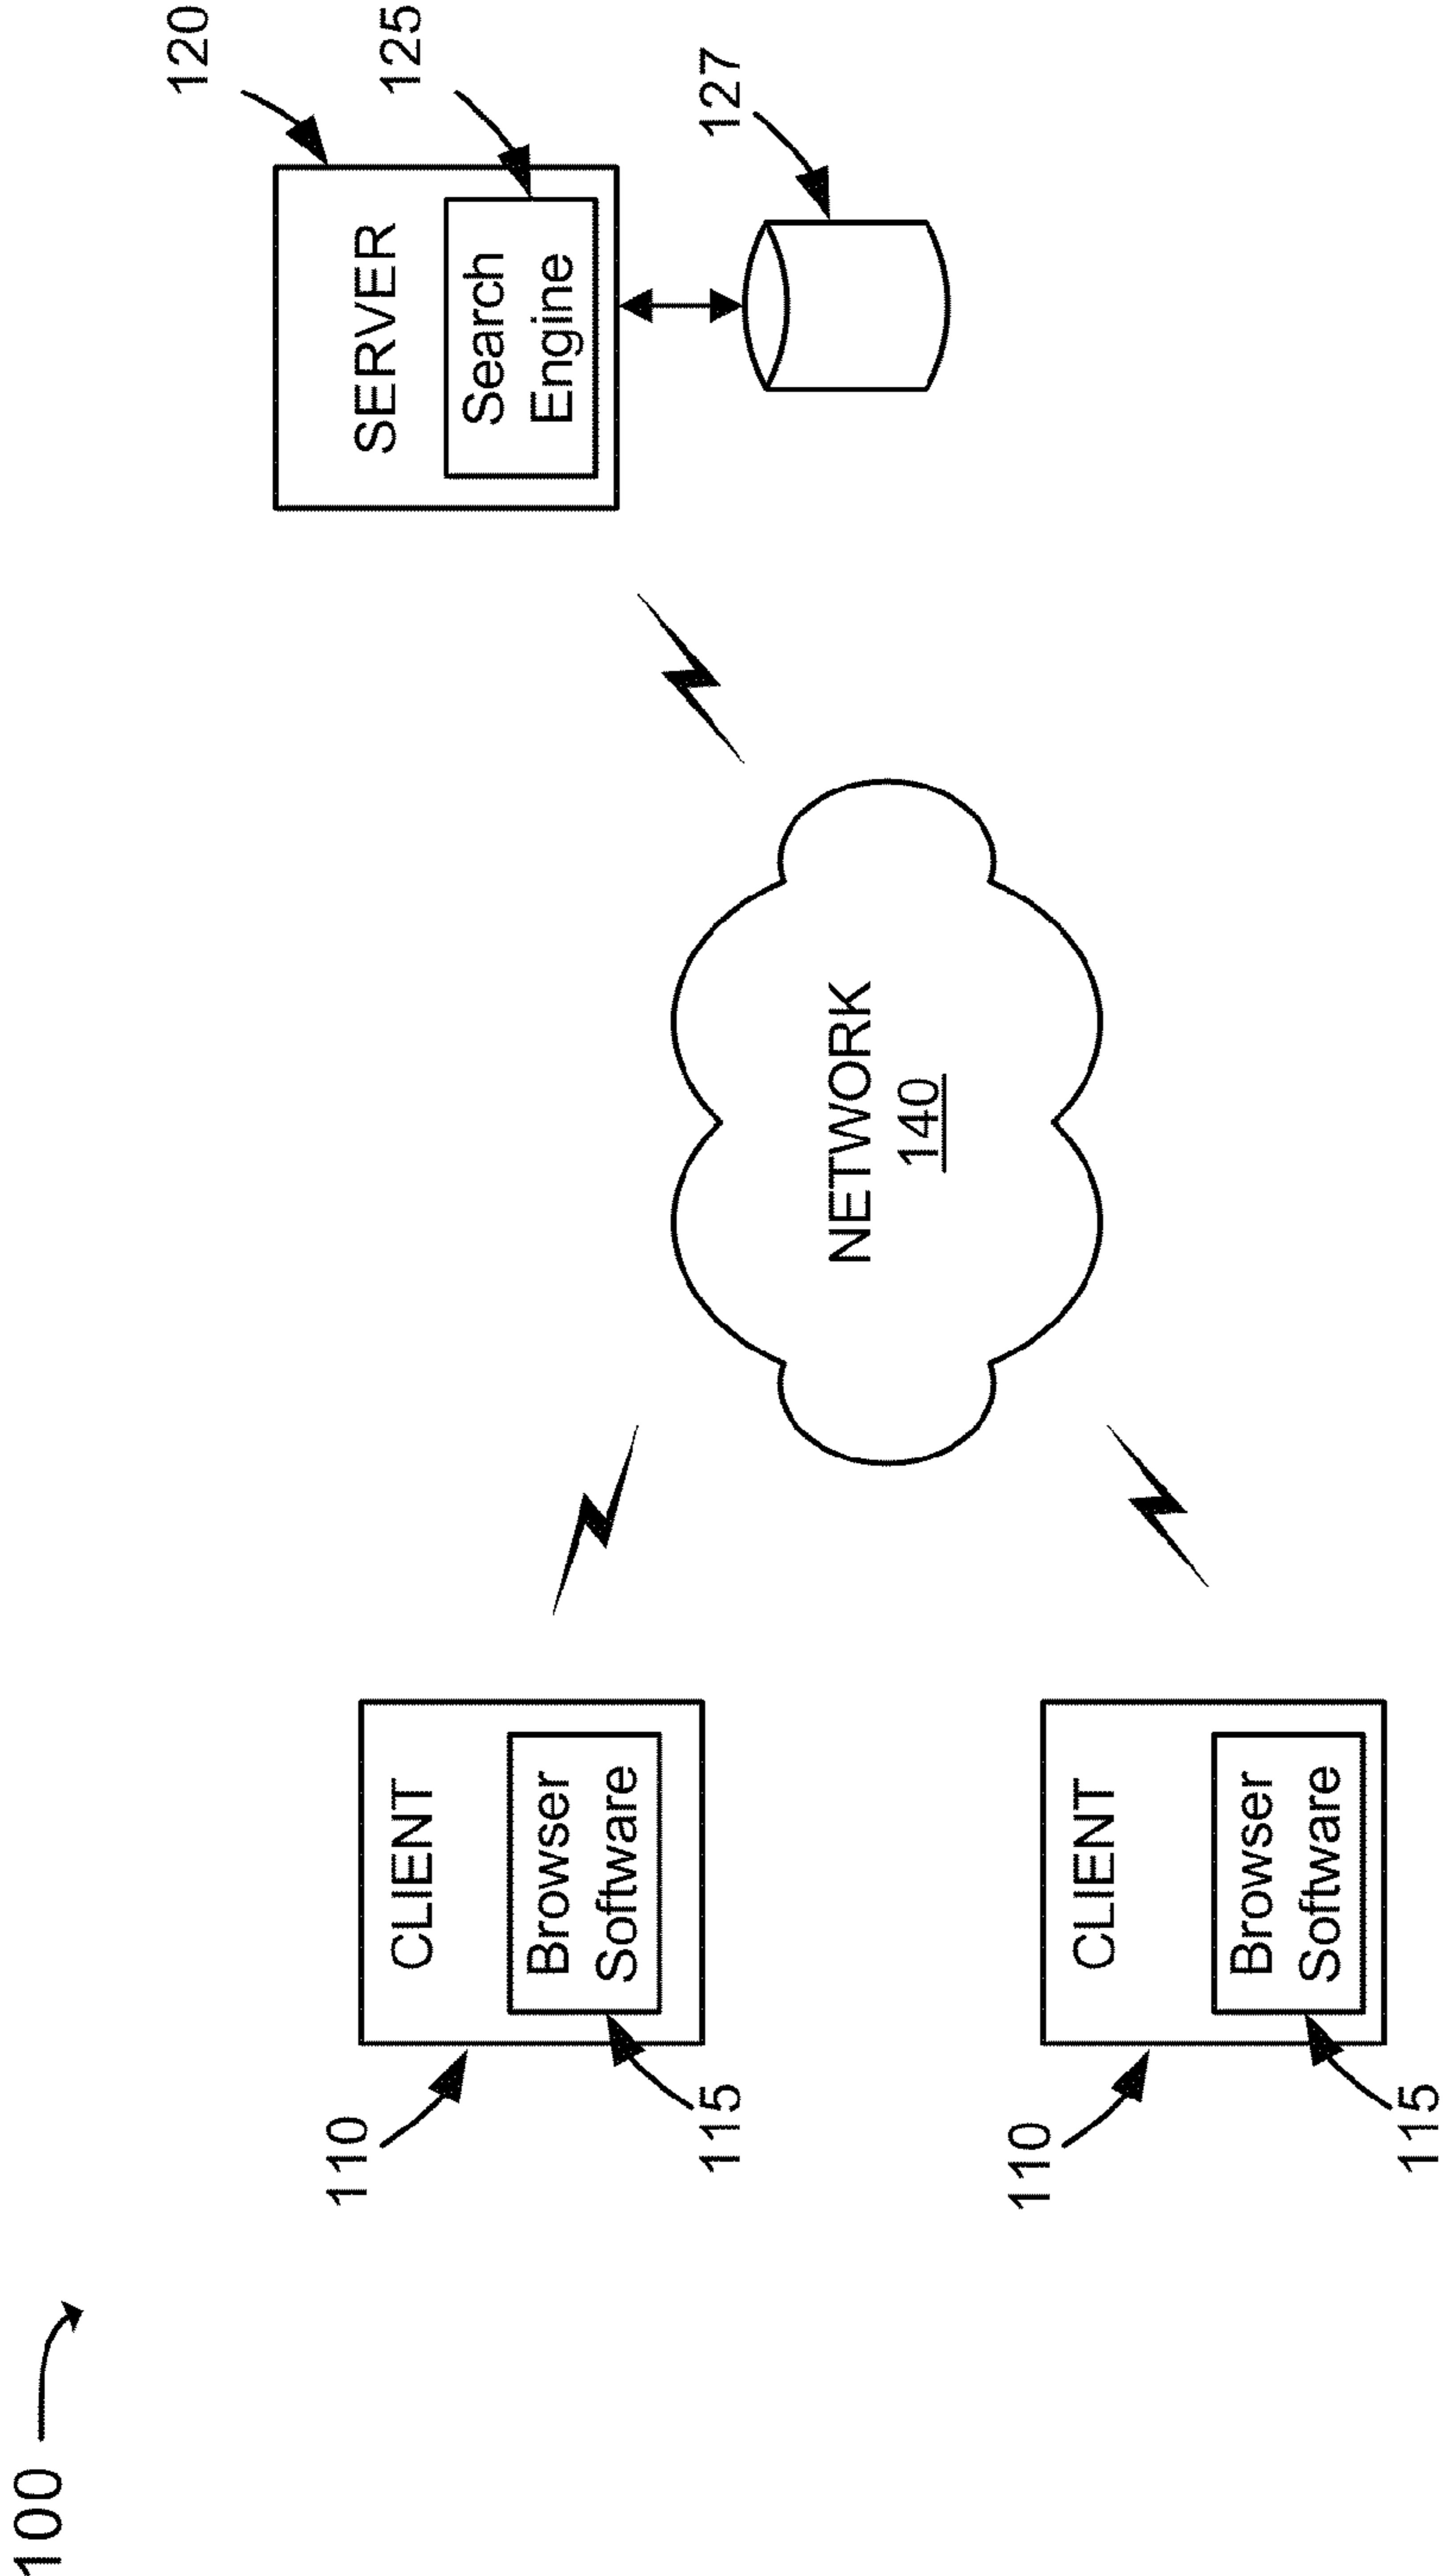 100
110
CLIENT
Browser
Software
115
110
CLIENT
Browser
Software
115
NETWORK
140
120
SERVER
125
Search
Engine
127